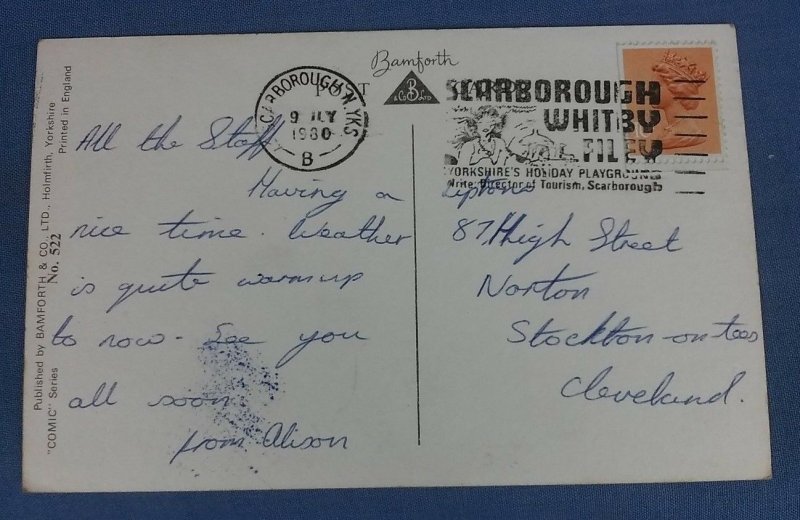 Published by BAMFORTH & CO., LTD., Holmfirth, Yorkshire
Printed in England
"COMIC" Series
No. 522
Bamforth
B
& Co Ltd
SCARBOROUGH N. YKS
9 JLY
1980
B
SCARBOROUGH
WHITBY
FILEY
YORKSHIRE'S HOLIDAY PLAYGROUND
Write: Director of Tourism, Scarborough
All the Staff
Having a
nice time. Weather
is quite warm up
to now. See you
all soon
from Alison
Liptons
87 High Street
Norton
Stockton-on-tees
Cleveland.